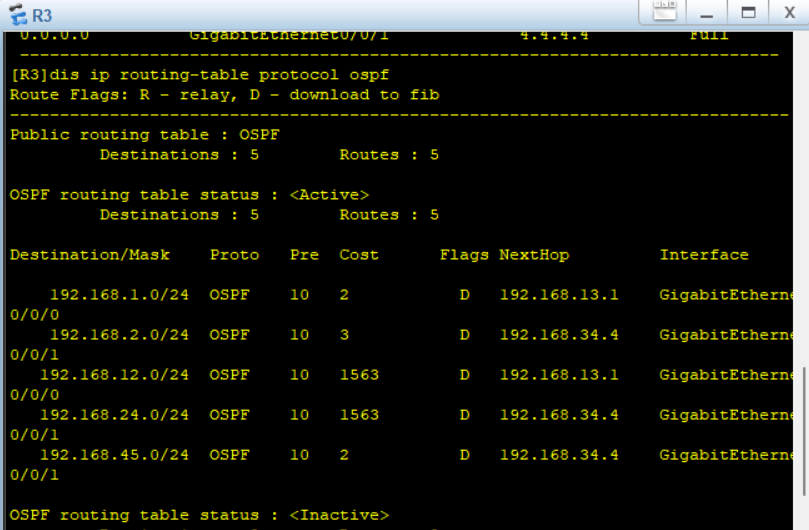 R3
X
0.0.0.0 GigabitEthernet0/0/1 4.4.4.4 Full
[R3]dis ip routing-table protocol ospf
Route Flags: R - relay, D - download to fib
Public routing table : OSPF
Destinations : 5 Routes : 5
OSPF routing table status : <Active>
Destinations : 5 Routes : 5
Destination/Mask Proto Pre Cost Flags NextHop Interface
192.168.1.0/24 OSPF 10 2 D 192.168.13.1 GigabitEtherne
0/0/0
192.168.2.0/24 OSPF 10 3 D 192.168.34.4 GigabitEtherne
0/0/1
192.168.12.0/24 OSPF 10 1563 D 192.168.13.1 GigabitEtherne
0/0/0
192.168.24.0/24 OSPF 10 1563 D 192.168.34.4 GigabitEtherne
0/0/1
192.168.45.0/24 OSPF 10 2 D 192.168.34.4 GigabitEtherne
0/0/1
OSPF routing table status : <Inactive>